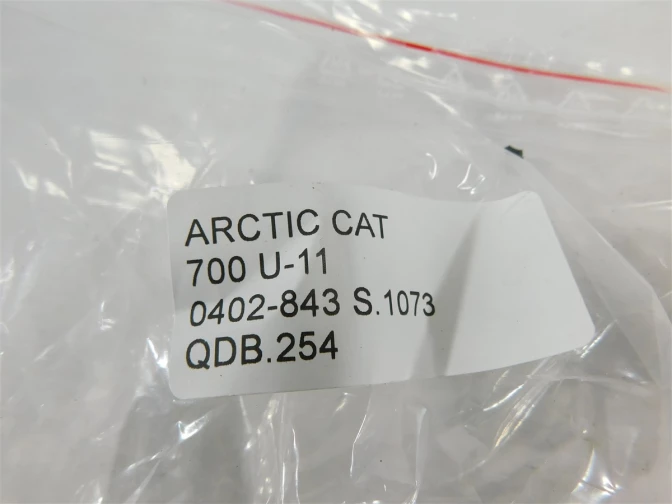 ARCTIC CAT
700 U-11
0402-843 S.1073
QDB.254